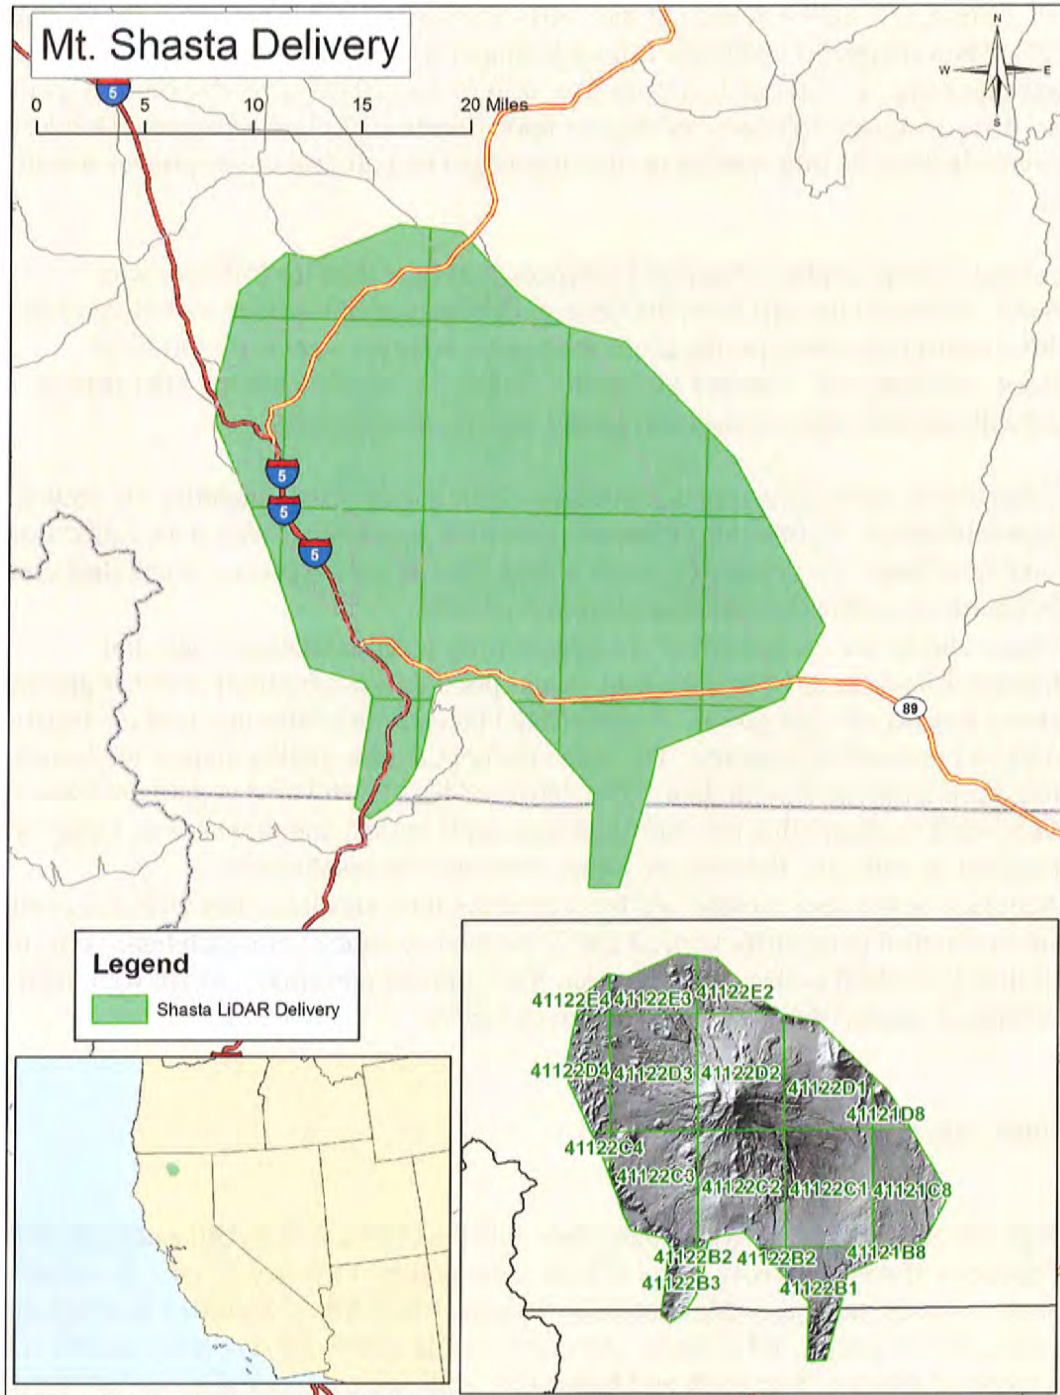 Mt. Shasta Delivery
N
W E
S
5
0 5 10 15 20 Miles
5
5
5
89
Legend
Shasta LiDAR Delivery
41122E4 41122E3 41122E2
41122D4 41122D3 41122D2
41122D1
41121D8
41122C4
41122C3 41122C2 41122C1 41121C8
41122B2 41122B2 41121B8
41122B3 41122B1